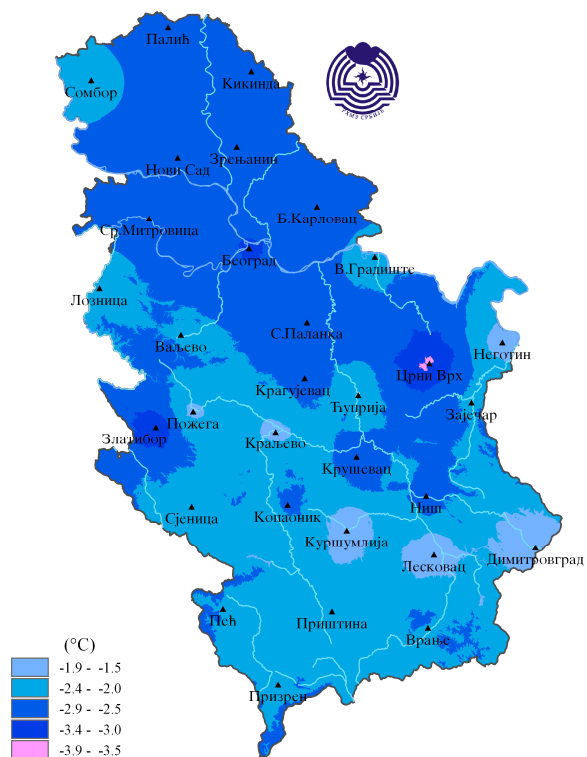 Палић
Кикинда
Сомбор
РХМЗ СРБИЈЕ
Нови Сад
Зрењанин
Б.Карловац
Ср.Митровица
Београд
В.Градиште
Лозница
Ваљево
С.Паланка
Неготин
Црни Врх
Крагујевац
Ћуприја
Зајечар
Пожега
Златибор
Краљево
Крушевац
Сјеница
Копаоник
Ниш
Куршумлија
Лесковац
Димитровград
Пећ
Приштина
Врање
Призрен
(°C)
-1.9 - -1.5
-2.4 - -2.0
-2.9 - -2.5
-3.4 - -3.0
-3.9 - -3.5